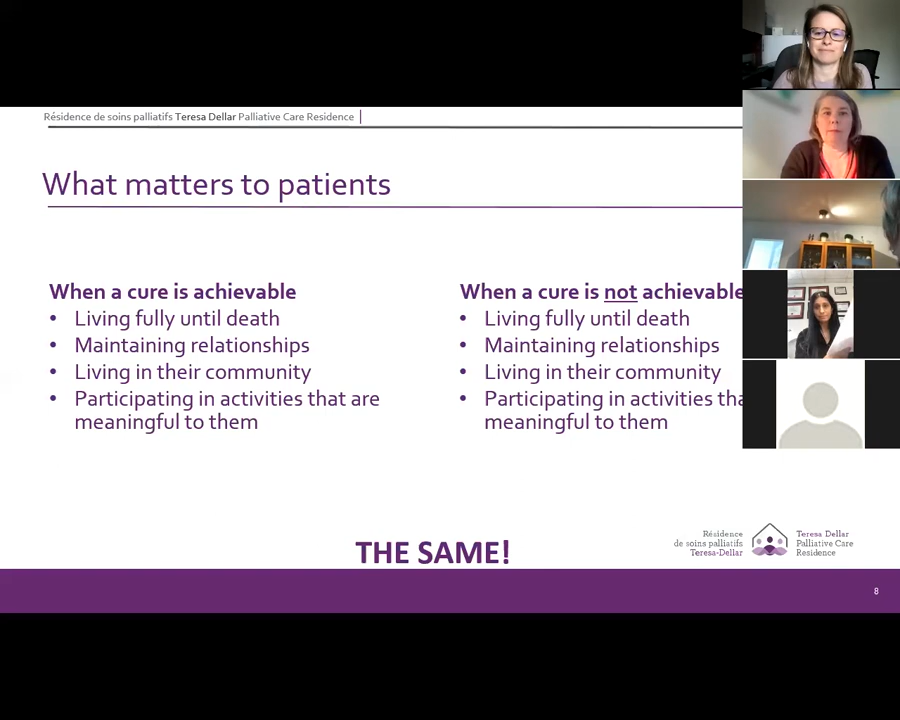 Résidence de soins palliatifs Teresa Dellar Palliative Care Residence
What matters to patients
When a cure is achievable
• Living fully until death
• Maintaining relationships
• Living in their community
• Participating in activities that are
meaningful to them
When a cure is not achievable
• Living fully until death
• Maintaining relationships
• Living in their community
• Participating in activities tha
meaningful to them
THE SAME!
Résidence
de soins palliatifs
Teresa-Dellar
Teresa Dellar
Palliative Care
Residence
8